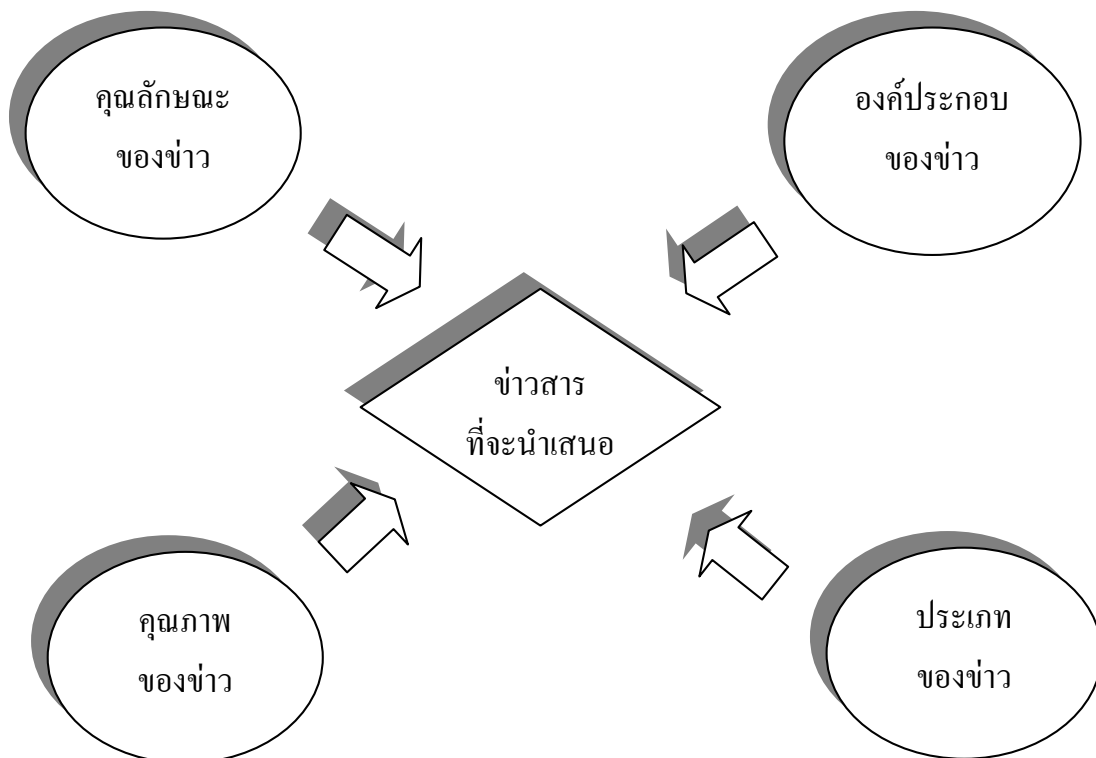 คุณลักษณะ
ของข่าว
องค์ประกอบ
ของข่าว
ข่าวสาร
ที่จะนำเสนอ
คุณภาพ
ของข่าว
ประเภท
ของข่าว